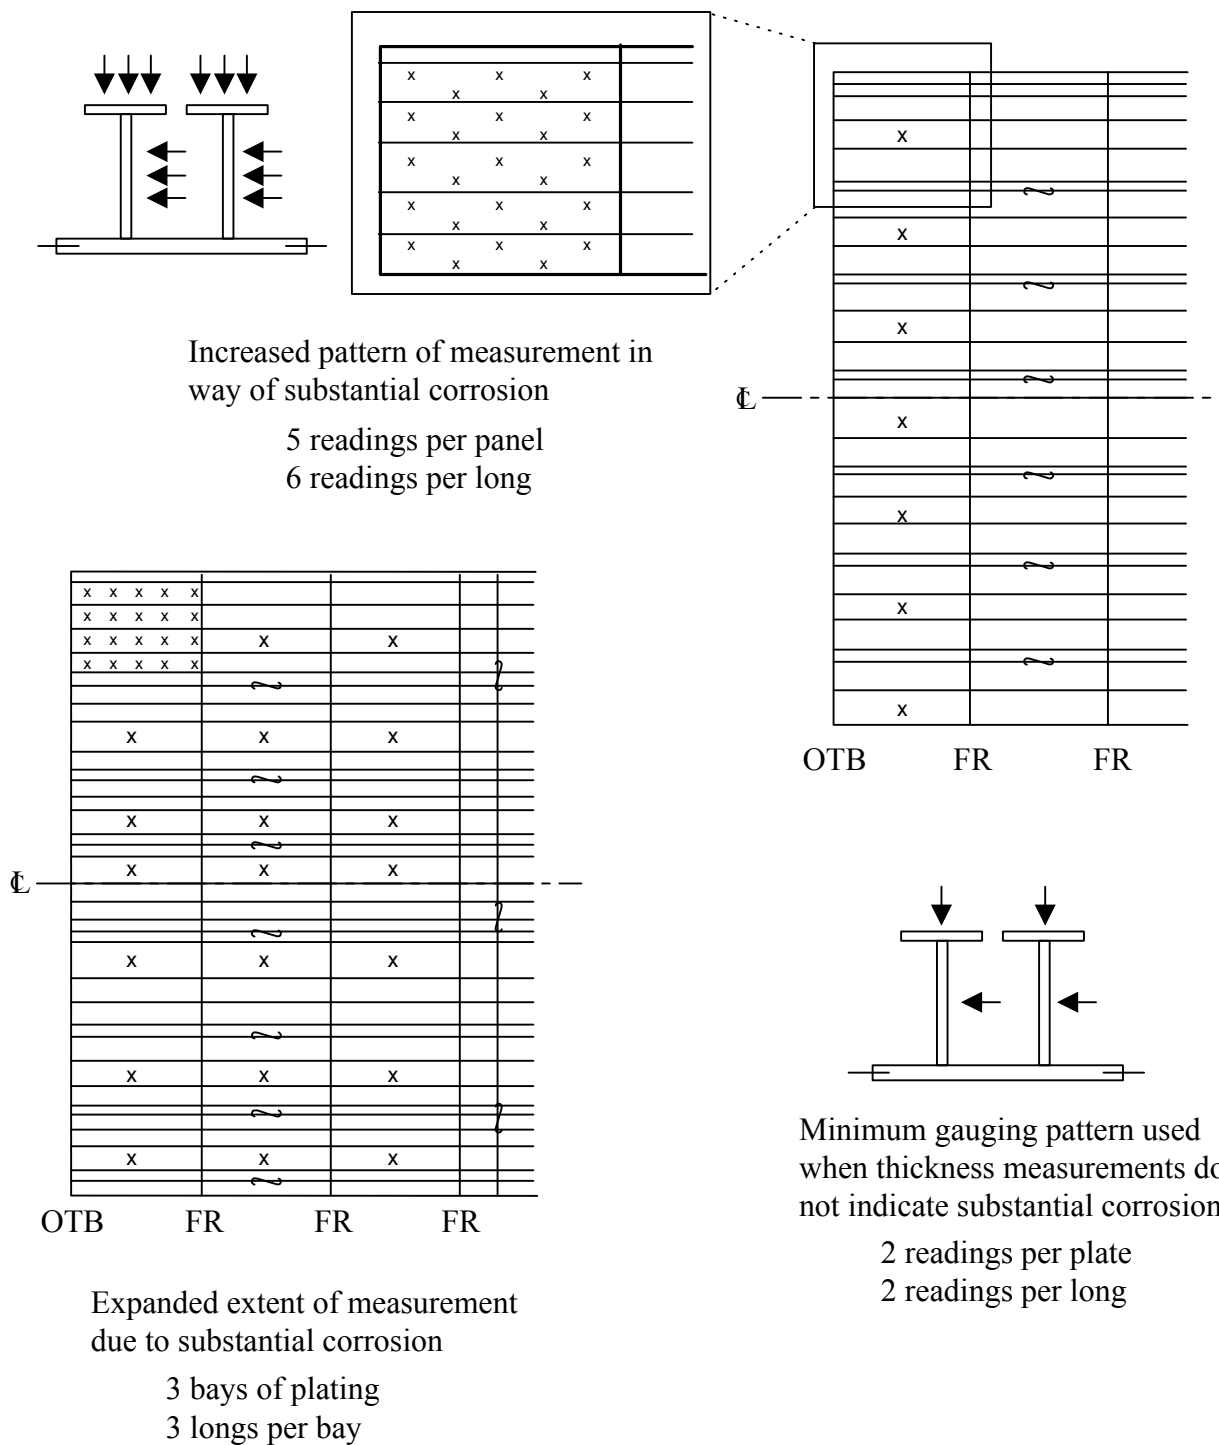 x x x
x x
x x x
x x
x x x
x x
x x x
x x
x x x
x x
Increased pattern of measurement in
way of substantial corrosion
5 readings per panel
6 readings per long
x
x
x
℄
x
x
x
x
OTB FR FR
x x x x x
x x x x x
x x x x x x x
x x x x x
x x x
x x x
x x x
℄
x x x
x x x
x x x
OTB FR FR FR
Expanded extent of measurement
due to substantial corrosion
3 bays of plating
3 longs per bay
Minimum gauging pattern used
when thickness measurements do
not indicate substantial corrosion
2 readings per plate
2 readings per long